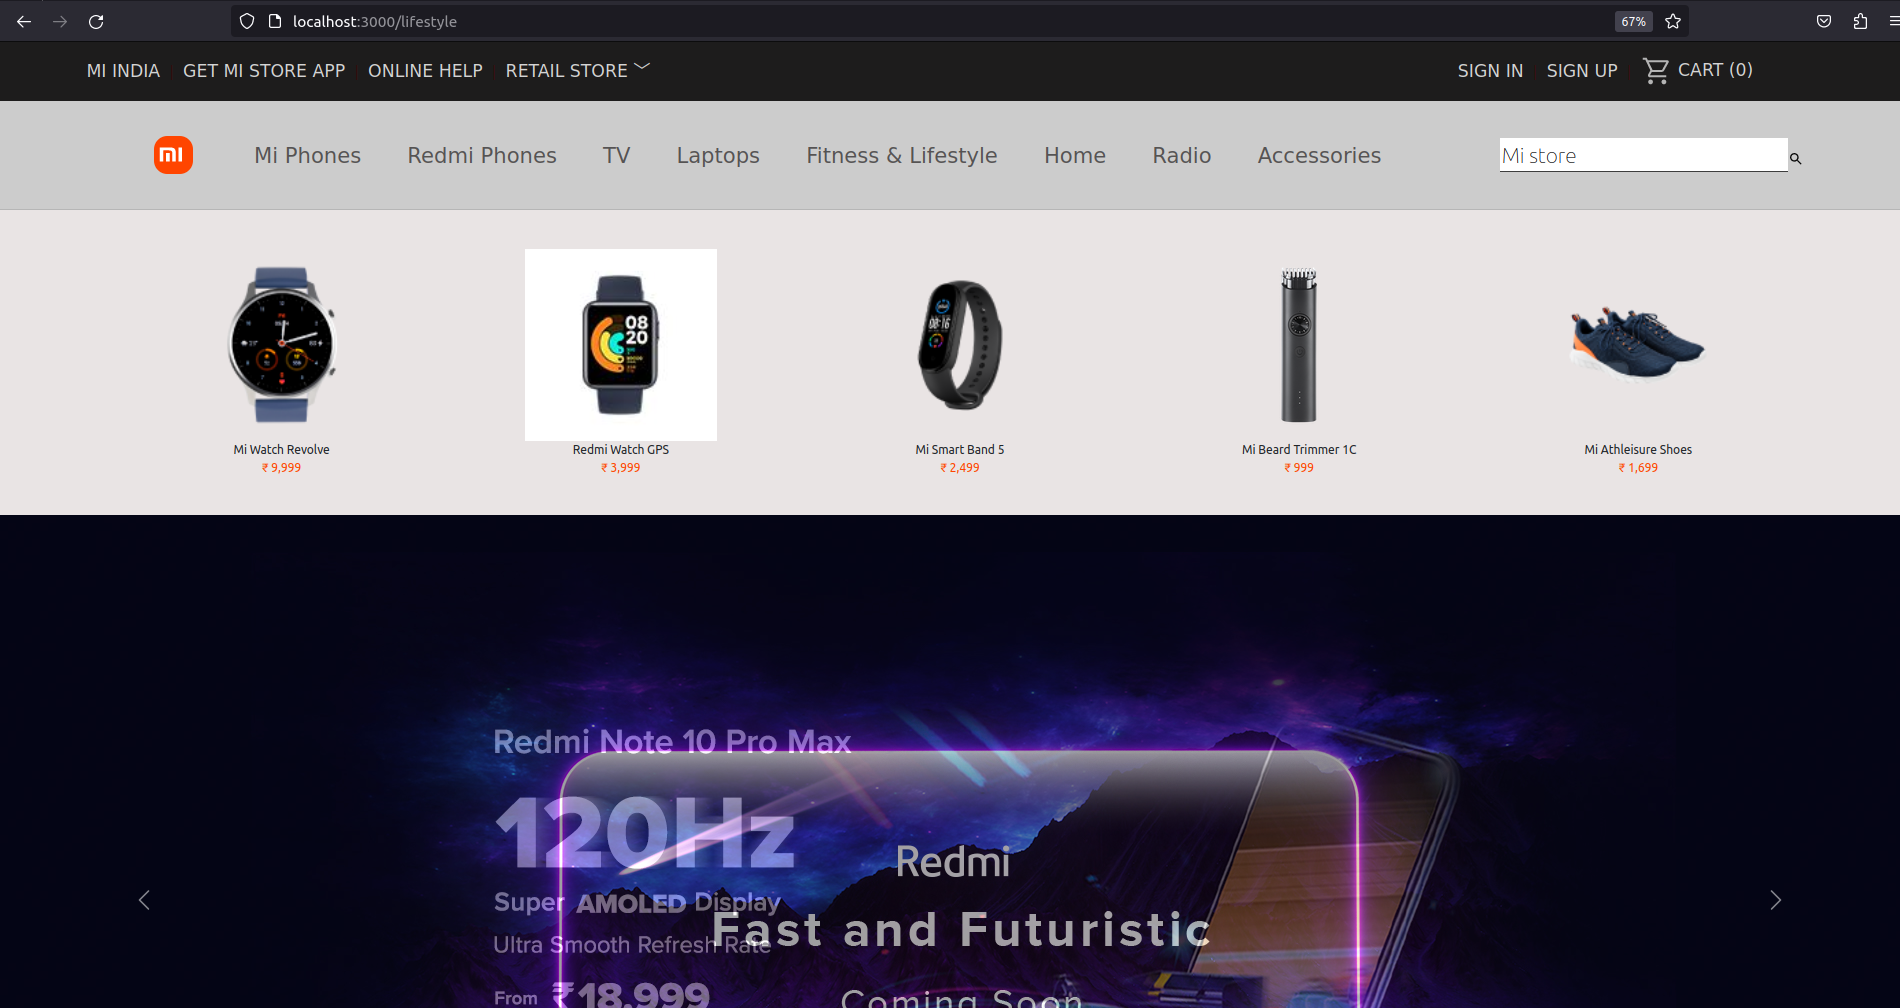 localhost:3000/lifestyle
67%
MI INDIA GET MI STORE APP ONLINE HELP RETAIL STORE
SIGN IN SIGN UP CART (0)
mi Mi Phones Redmi Phones TV Laptops Fitness & Lifestyle Home Radio Accessories Mi store
08
20
08:16
Mi Watch Revolve
₹ 9,999
Redmi Watch GPS
₹ 3,999
Mi Smart Band 5
₹ 2,499
Mi Beard Trimmer 1C
₹ 999
Mi Athleisure Shoes
₹ 1,699
Redmi Note 10 Pro Max
120Hz
Super AMOLED Display
Ultra Smooth Refresh Rate
From ₹18,999
Redmi
Fast and Futuristic
Coming Soon